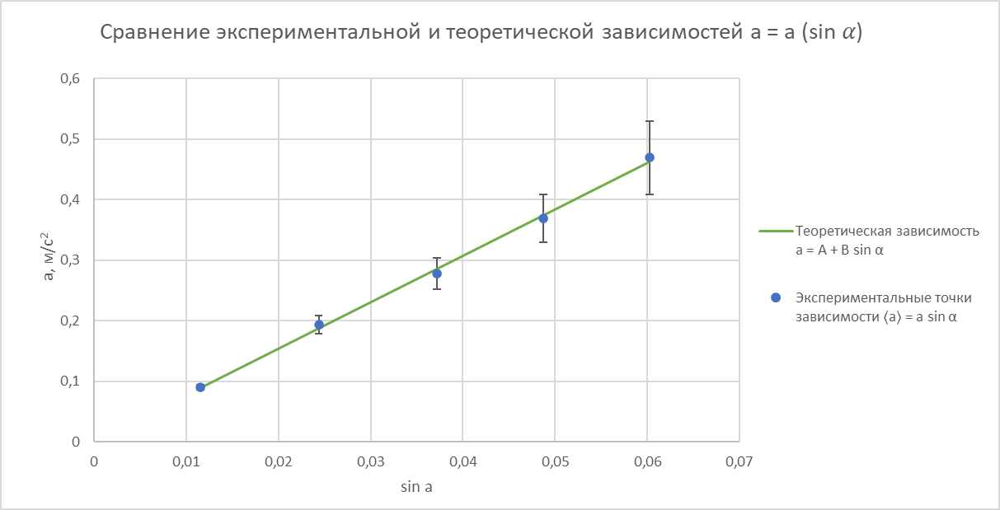 Сравнение экспериментальной и теоретической зависимостей a = a (sin 𝛼)
0,6
0,5
0,4
0,3
0,2
0,1
0
a, м/с²
0
0,01
0,02
0,03
0,04
0,05
0,06
0,07
sin a
Теоретическая зависимость
a = A + B sin α
Экспериментальные точки
зависимости ⟨a⟩ = a sin α